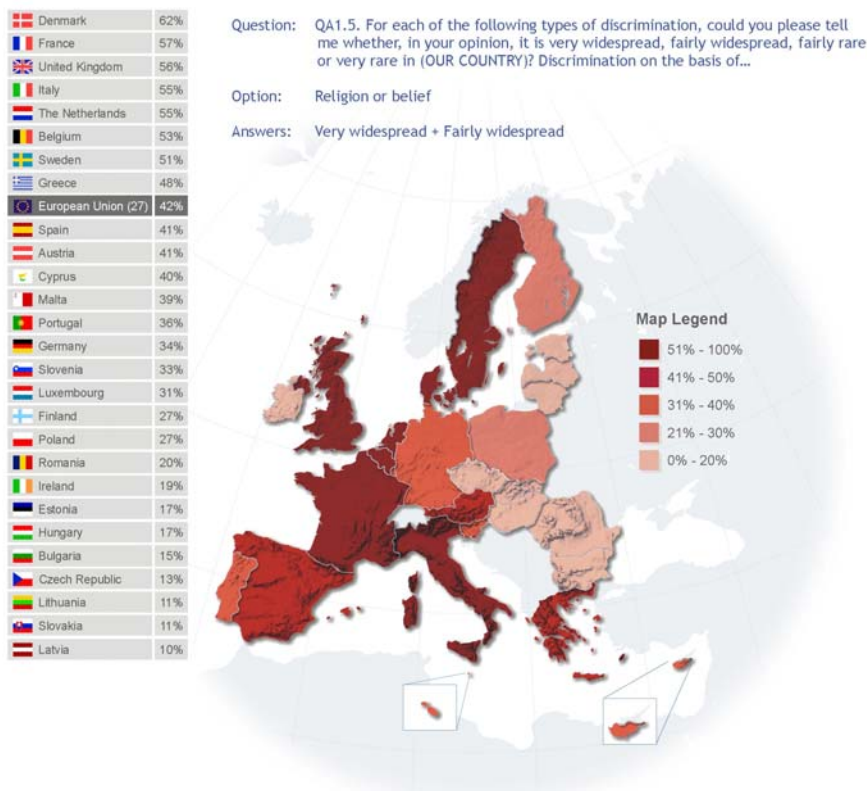 Denmark 62%
France 57%
United Kingdom 56%
Italy 55%
The Netherlands 55%
Belgium 53%
Sweden 51%
Greece 48%
European Union (27) 42%
Spain 41%
Austria 41%
Cyprus 40%
Malta 39%
Portugal 36%
Germany 34%
Slovenia 33%
Luxembourg 31%
Finland 27%
Poland 27%
Romania 20%
Ireland 19%
Estonia 17%
Hungary 17%
Bulgaria 15%
Czech Republic 13%
Lithuania 11%
Slovakia 11%
Latvia 10%
Question: QA1.5. For each of the following types of discrimination, could you please tell
me whether, in your opinion, it is very widespread, fairly widespread, fairly rare
or very rare in (OUR COUNTRY)? Discrimination on the basis of…
Option: Religion or belief
Answers: Very widespread + Fairly widespread
Map Legend
51% - 100%
41% - 50%
31% - 40%
21% - 30%
0% - 20%